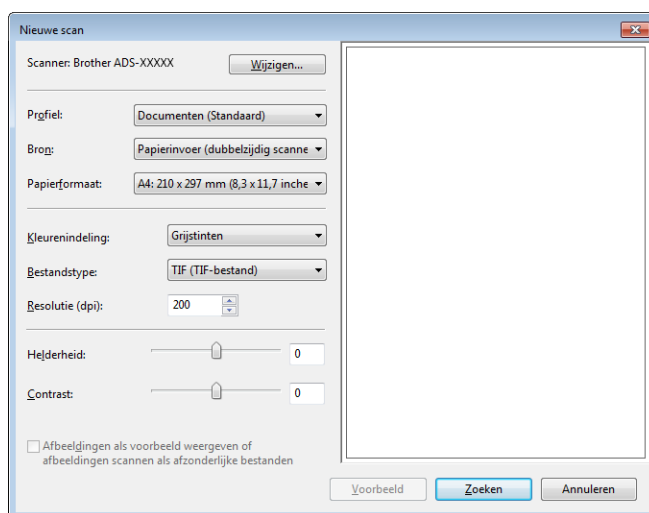 Nieuwe scan
Scanner: Brother ADS-XXXXX
Wijzigen...
Profiel:
Documenten (Standaard)
Bron:
Papierinvoer (dubbelzijdig scanne
Papierformaat:
A4: 210 x 297 mm (8,3 x 11,7 inche
Kleurenindeling:
Grijstinten
Bestandstype:
TIF (TIF-bestand)
Resolutie (dpi):
200
Helderheid:
0
Contrast:
0
Afbeeldingen als voorbeeld weergeven of
afbeeldingen scannen als afzonderlijke bestanden
Voorbeeld
Zoeken
Annuleren